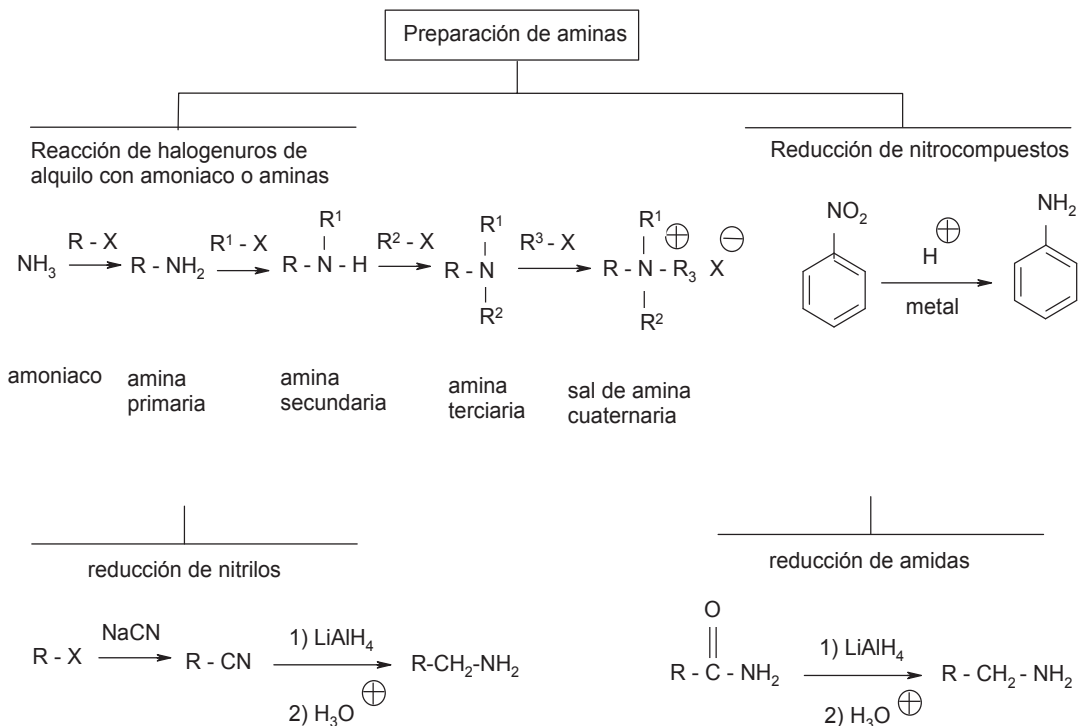 Preparación de aminas
Reacción de halogenuros de
alquilo con amoniaco o aminas
R - X
NH₃
R¹ - X
R - NH₂
R¹
R - N - H
R² - X
R¹
R - N
R²
R³ - X
R¹
R - N - R₃ X
R²
⊕ ⊖
amoniaco
amina
primaria
amina
secundaria
amina
terciaria
sal de amina
cuaternaria
Reducción de nitrocompuestos
NO₂
H ⊕
metal
NH₂
reducción de nitrilos
R - X
NaCN
R - CN
1) LiAlH₄
2) H₃O ⊕
R-CH₂-NH₂
reducción de amidas
O
R - C - NH₂
1) LiAlH₄
2) H₃O ⊕
R - CH₂ - NH₂